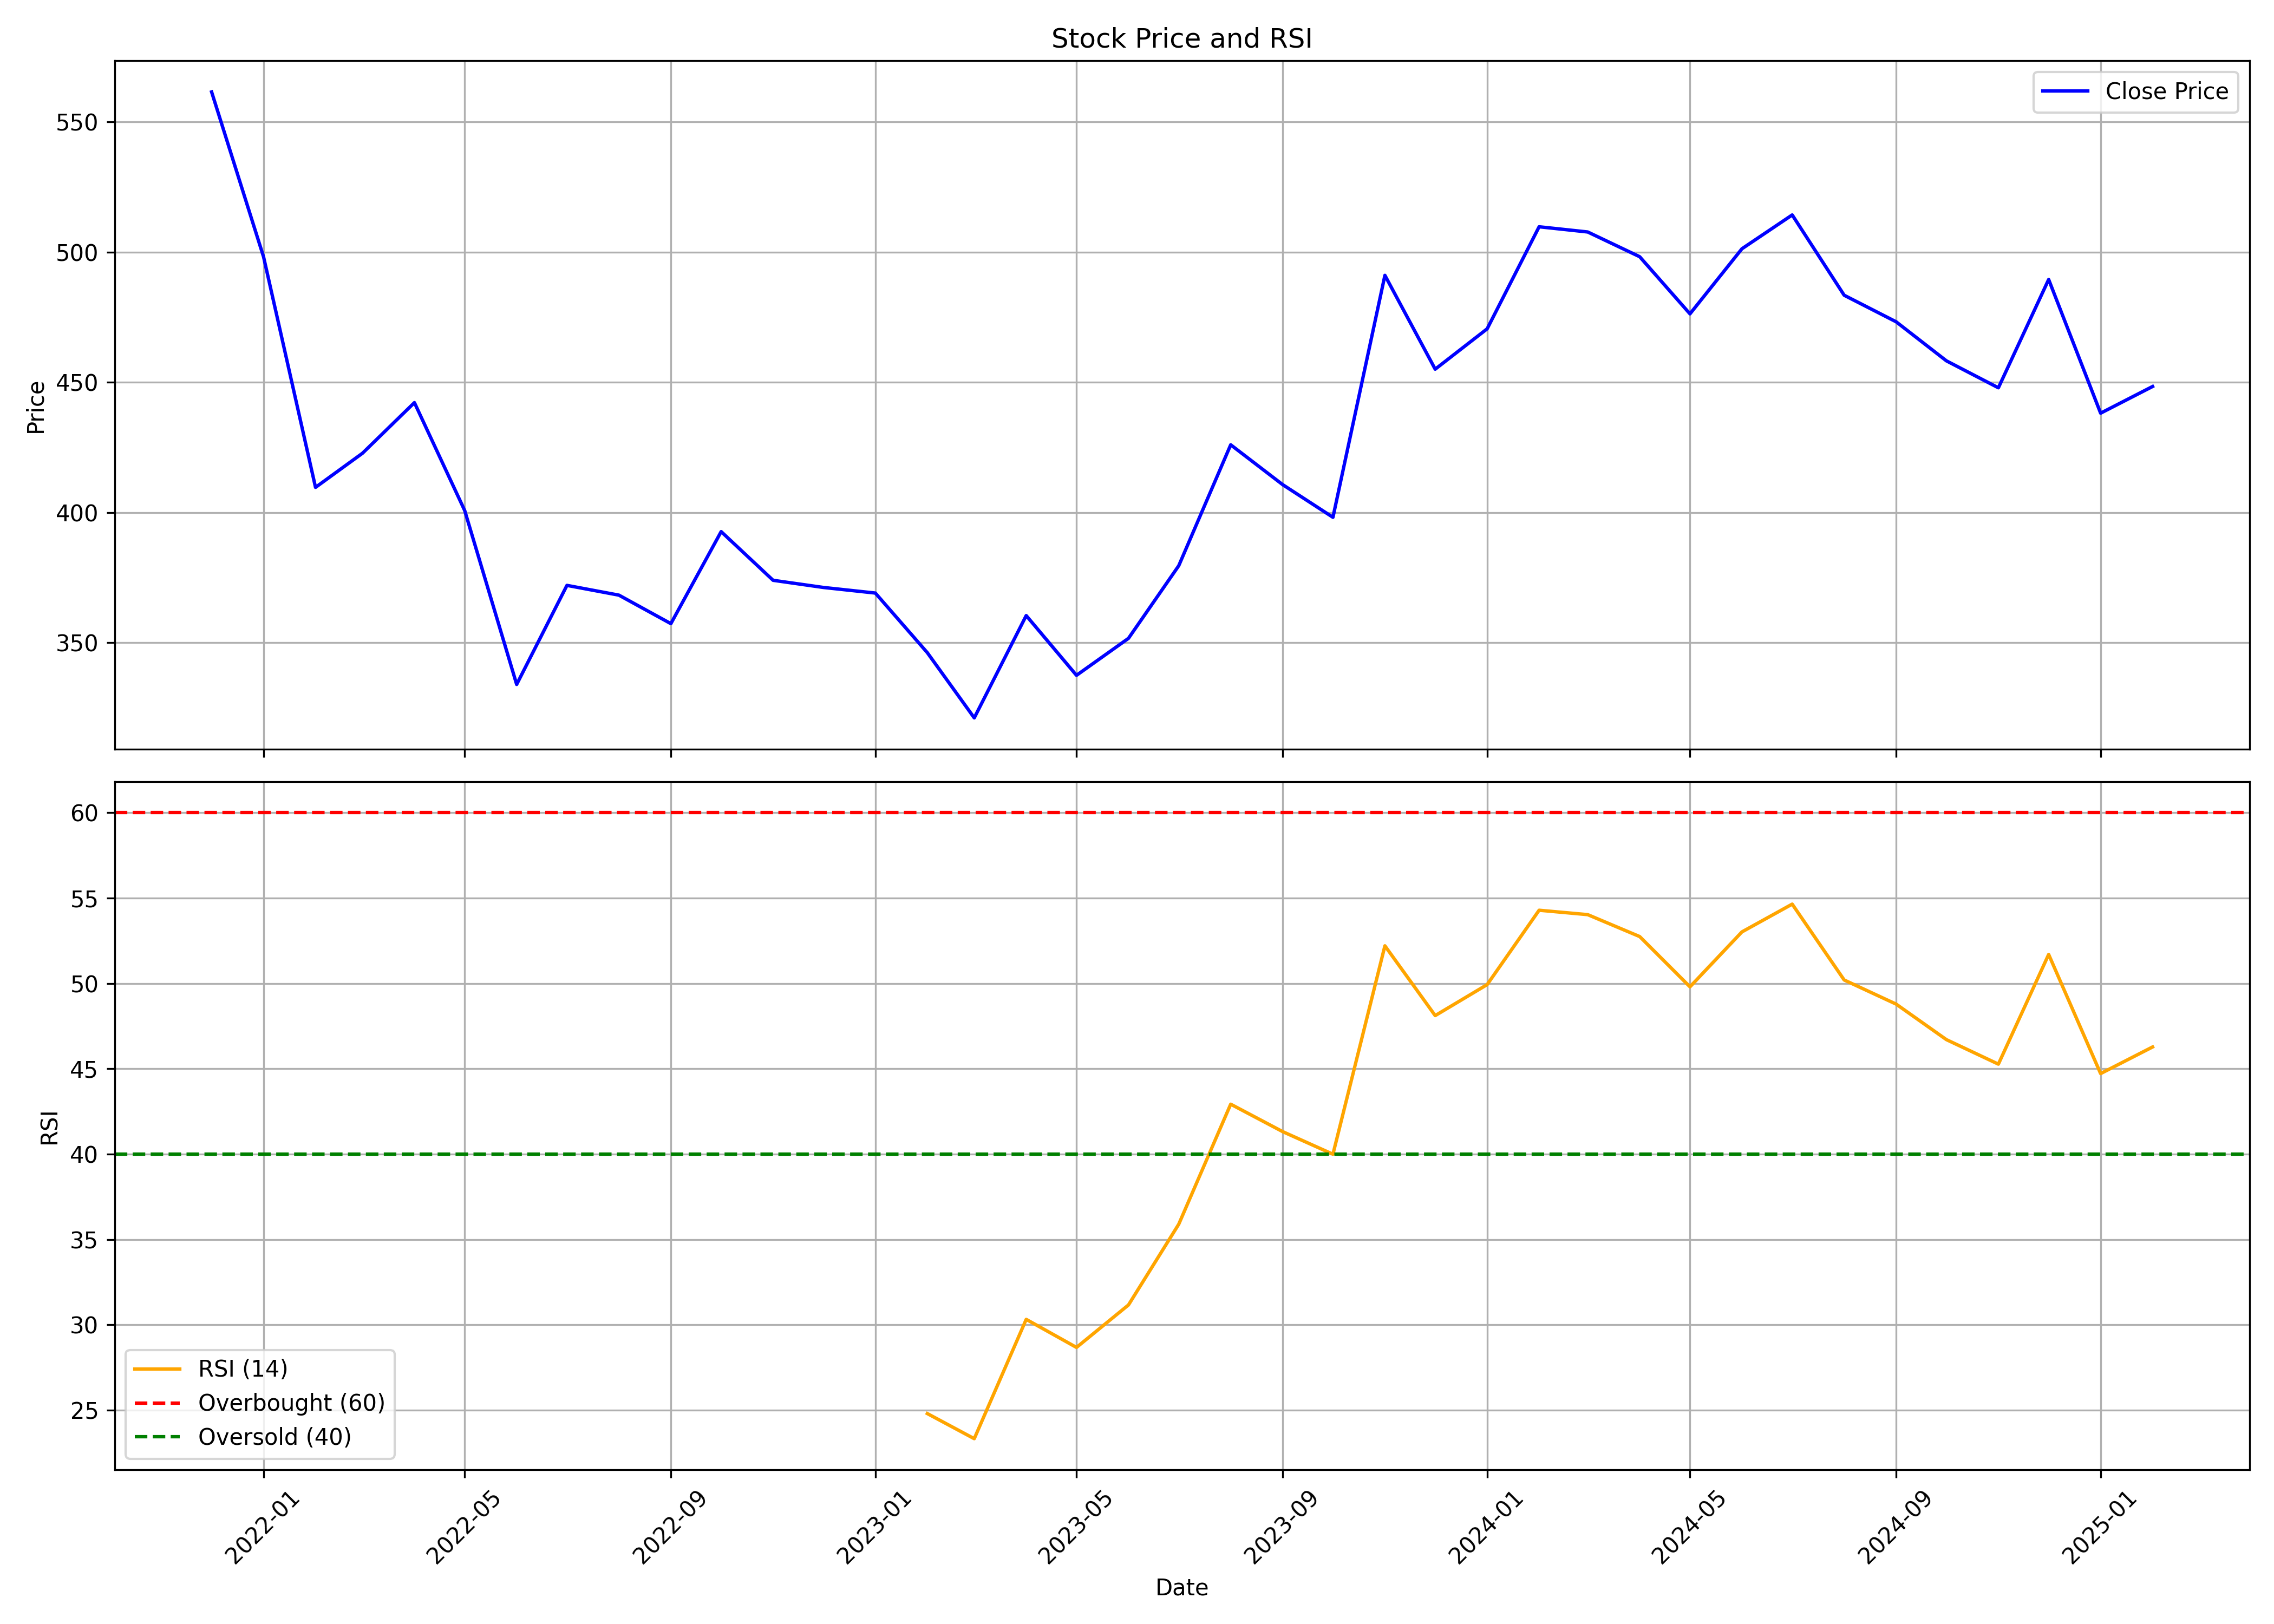 Stock Price and RSI
Close Price
Price
550
500
450
400
350
RSI
60
55
50
45
40
35
30
25
RSI (14)
Overbought (60)
Oversold (40)
2022-01
2022-05
2022-09
2023-01
2023-05
2023-09
2024-01
2024-05
2024-09
2025-01
Date